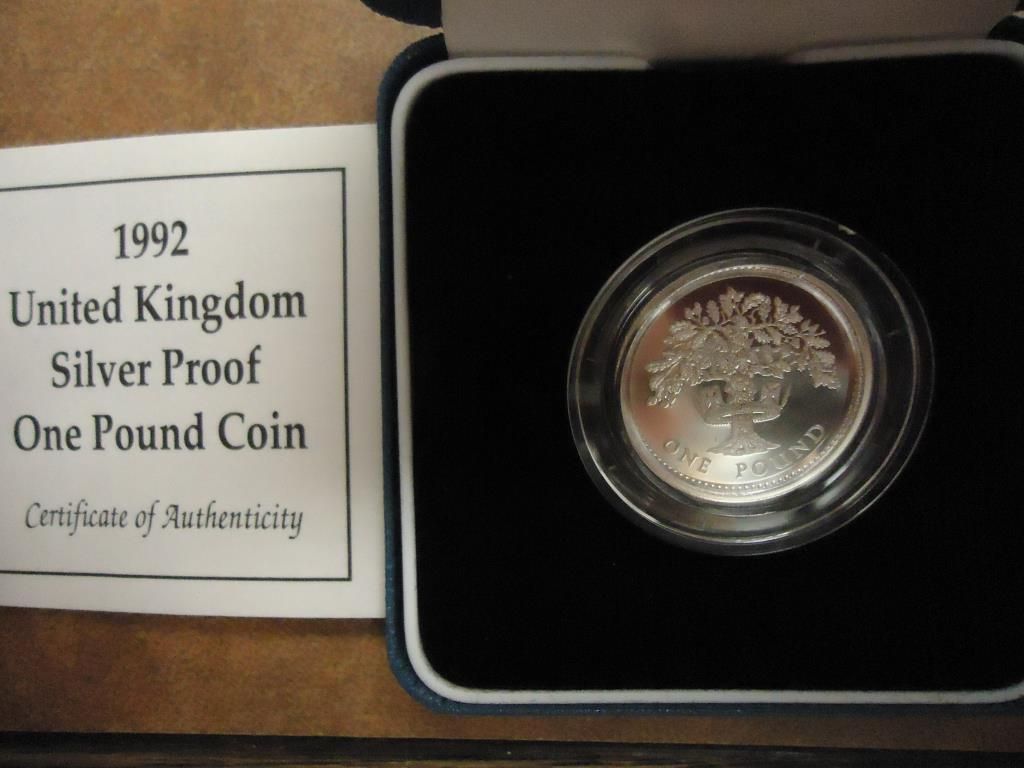 1992
United Kingdom
Silver Proof
One Pound Coin
Certificate of Authenticity
ONE POUND